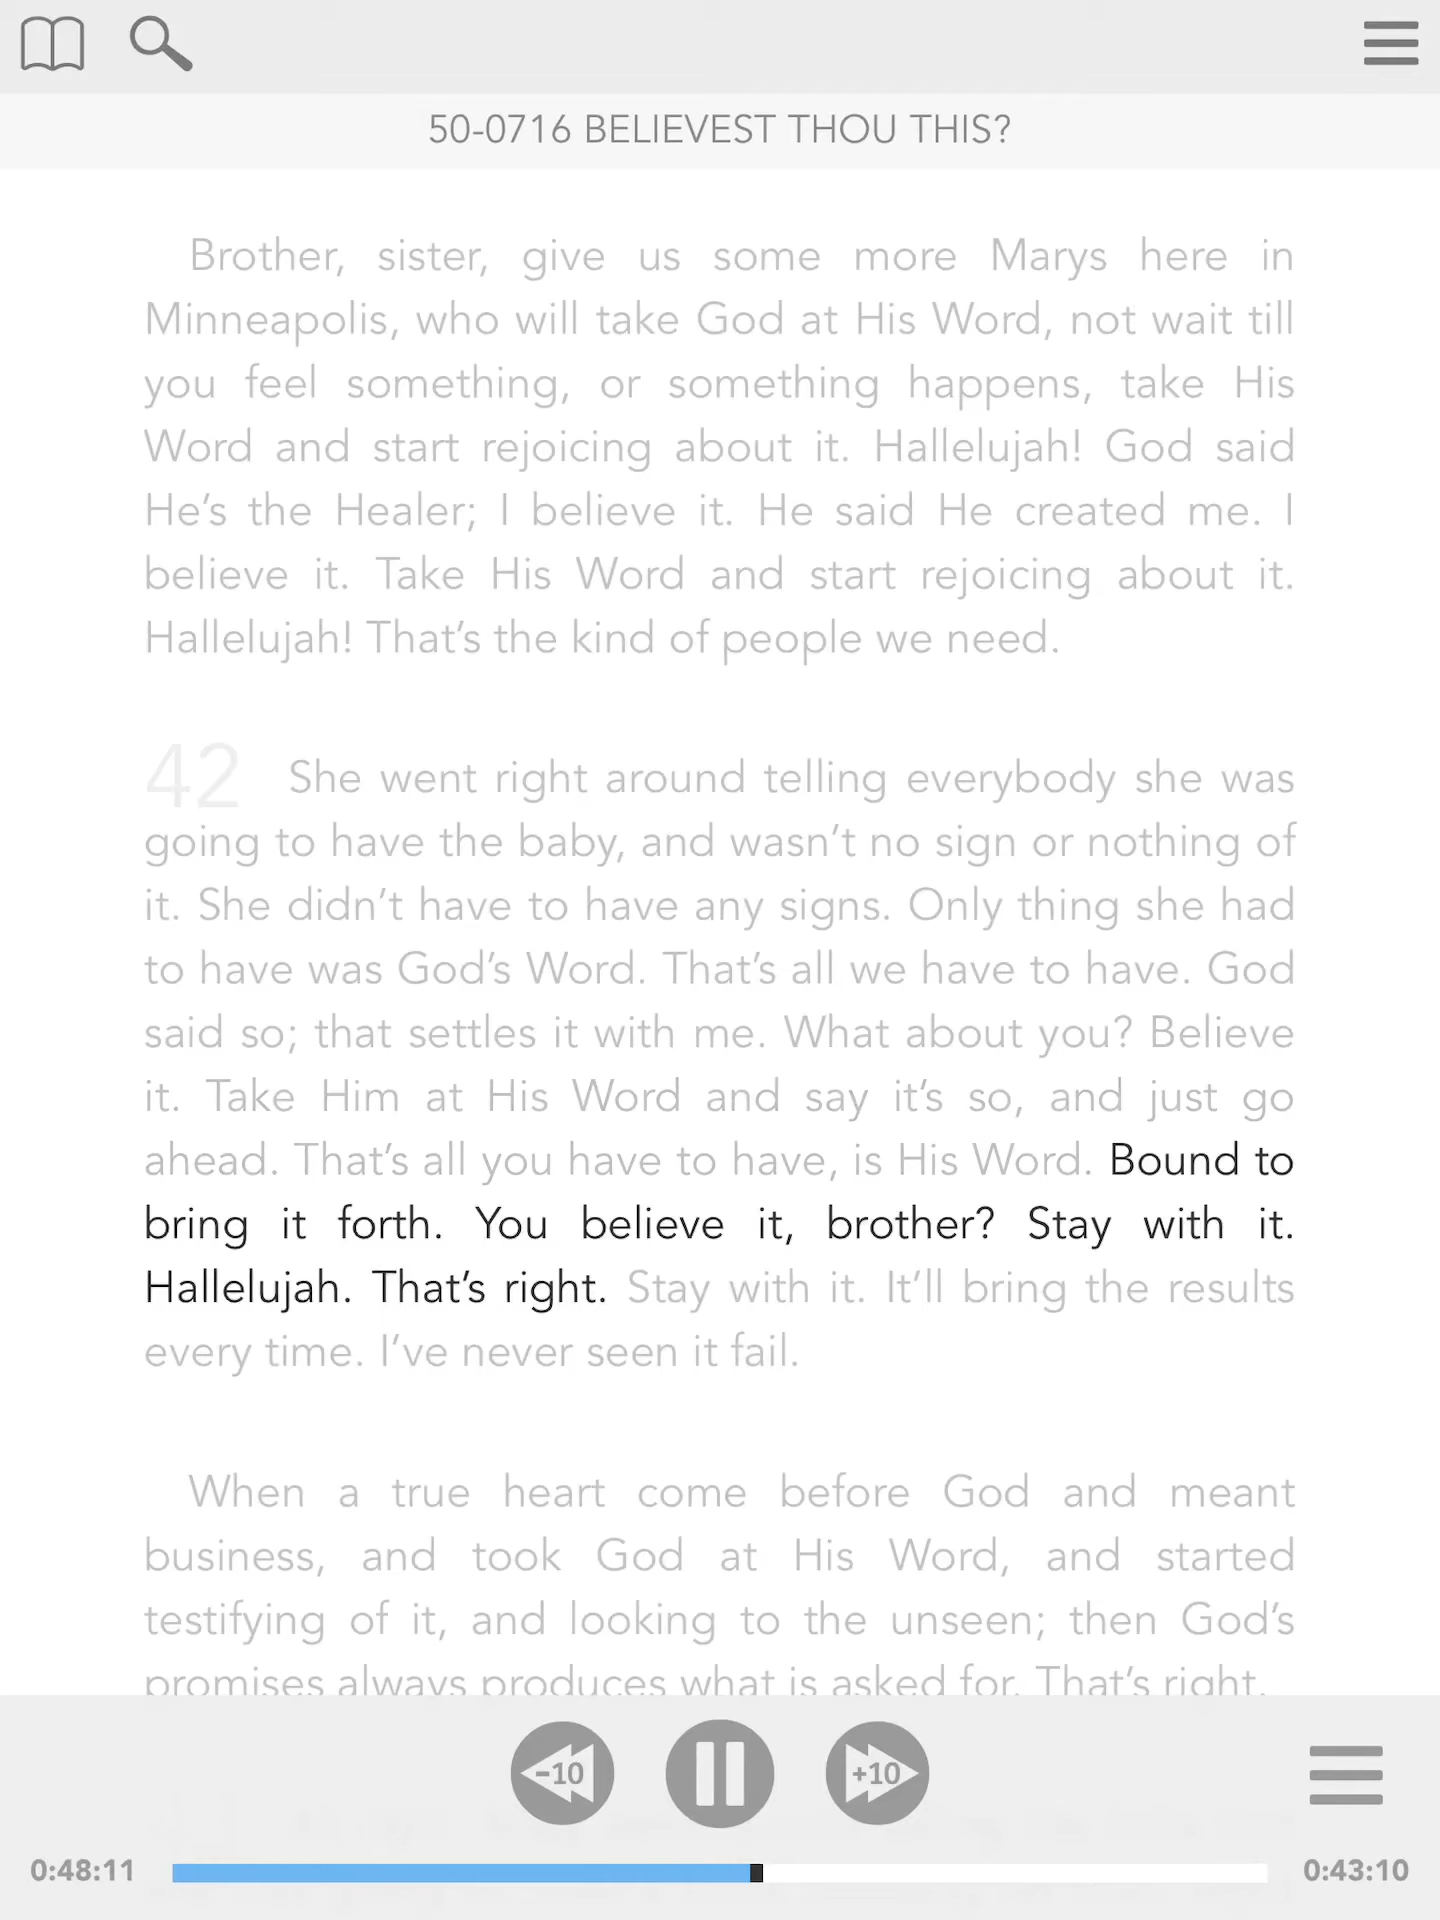 50-0716 BELIEVEST THOU THIS?
Brother, sister, give us some more Marys here in
Minneapolis, who will take God at His Word, not wait till
you feel something, or something happens, take His
Word and start rejoicing about it. Hallelujah! God said
He’s the Healer; I believe it. He said He created me. I
believe it. Take His Word and start rejoicing about it.
Hallelujah! That’s the kind of people we need.
42 She went right around telling everybody she was
going to have the baby, and wasn’t no sign or nothing of
it. She didn’t have to have any signs. Only thing she had
to have was God’s Word. That’s all we have to have. God
said so; that settles it with me. What about you? Believe
it. Take Him at His Word and say it’s so, and just go
ahead. That’s all you have to have, is His Word. Bound to
bring it forth. You believe it, brother? Stay with it.
Hallelujah. That’s right. Stay with it. It’ll bring the results
every time. I’ve never seen it fail.
When a true heart come before God and meant
business, and took God at His Word, and started
testifying of it, and looking to the unseen; then God’s
promises always produces what is asked for. That’s right.
-10 +10
0:48:11 0:43:10